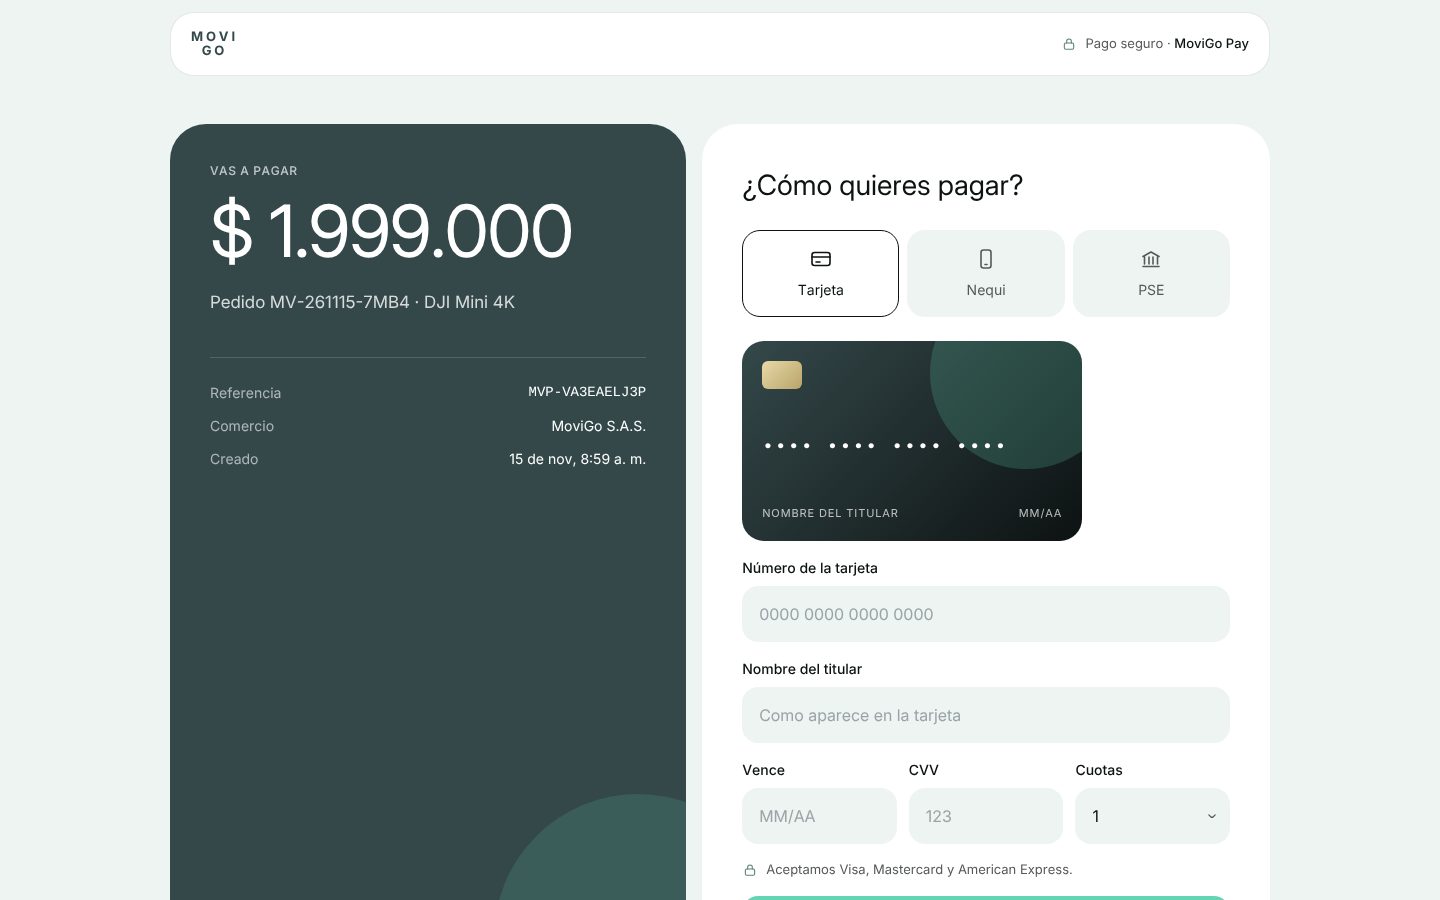 MOVI
GO
Pago seguro · MoviGo Pay
VAS A PAGAR
$ 1.999.000
Pedido MV-261115-7MB4 · DJI Mini 4K
Referencia MVP-VA3EAELJ3P
Comercio MoviGo S.A.S.
Creado 15 de nov, 8:59 a. m.
¿Cómo quieres pagar?
Tarjeta Nequi PSE
•••• •••• •••• ••••
NOMBRE DEL TITULAR MM/AA
Número de la tarjeta
0000 0000 0000 0000
Nombre del titular
Como aparece en la tarjeta
Vence CVV Cuotas
MM/AA 123 1
Aceptamos Visa, Mastercard y American Express.